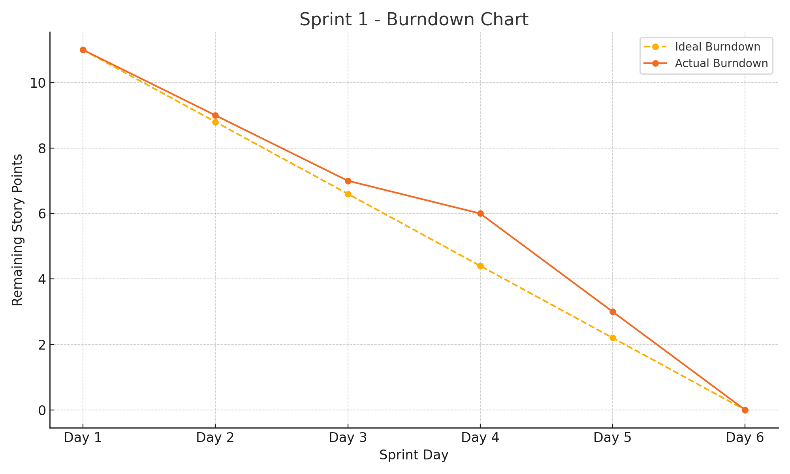 Sprint 1 - Burndown Chart
Ideal Burndown
Actual Burndown
Remaining Story Points
10
8
6
4
2
0
Day 1 Day 2 Day 3 Day 4 Day 5 Day 6
Sprint Day